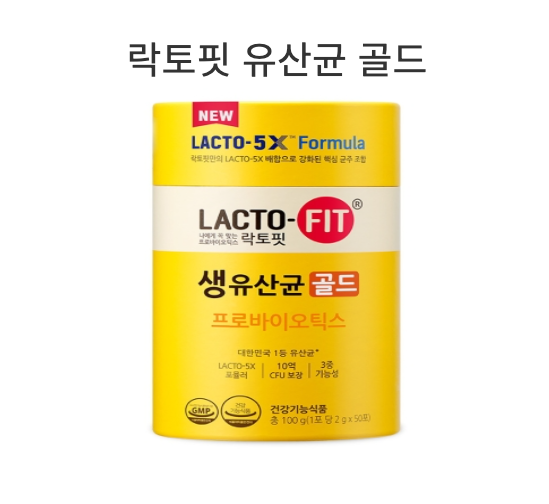 락토핏 유산균 골드
NEW
LACTO-5X™ Formula
락토핏만의 LACTO-5X 배합으로 강화된 핵심 균주 조합
LACTO-FIT®
나에게 꼭 맞는
프로바이오틱스 락토핏
생유산균 골드
프로바이오틱스
대한민국 1등 유산균*
LACTO-5X 10억 3중
포뮬러 CFU 보장 기능성
GMP
건강
기능식품
건강기능식품
총 100 g(1포 당 2 g x 50포)